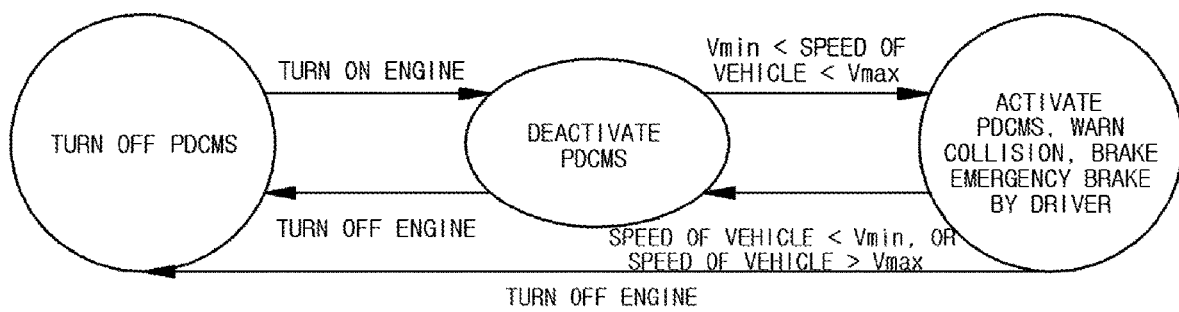 TURN OFF PDCMS
TURN ON ENGINE
TURN OFF ENGINE
DEACTIVATE
PDCMS
Vmin < SPEED OF
VEHICLE < Vmax
SPEED OF VEHICLE < Vmin, OR
SPEED OF VEHICLE > Vmax
ACTIVATE
PDCMS, WARN
COLLISION, BRAKE
EMERGENCY BRAKE
BY DRIVER
TURN OFF ENGINE